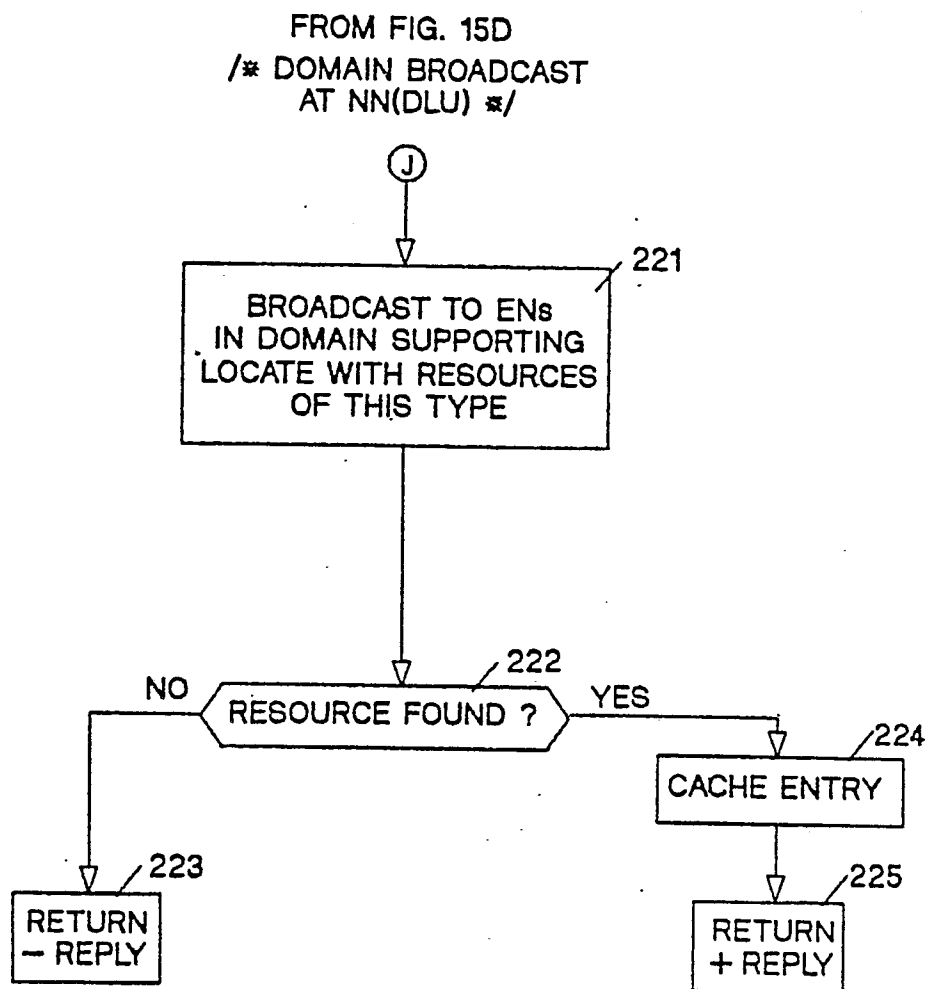 FROM FIG. 15D
/* DOMAIN BROADCAST
AT NN(DLU) */
J
221
BROADCAST TO ENs
IN DOMAIN SUPPORTING
LOCATE WITH RESOURCES
OF THIS TYPE
222
NO
RESOURCE FOUND ?
YES
224
CACHE ENTRY
223
RETURN
– REPLY
225
RETURN
+ REPLY